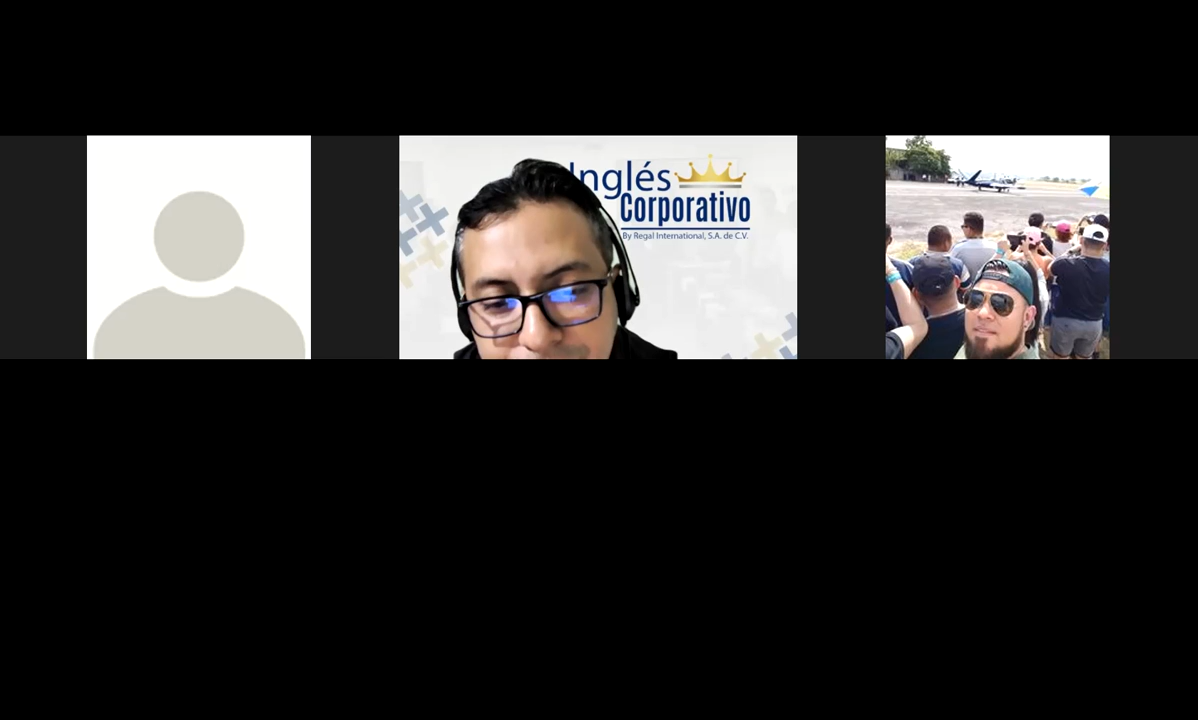 Inglés
Corporativo
By Regal International, S.A. de C.V.